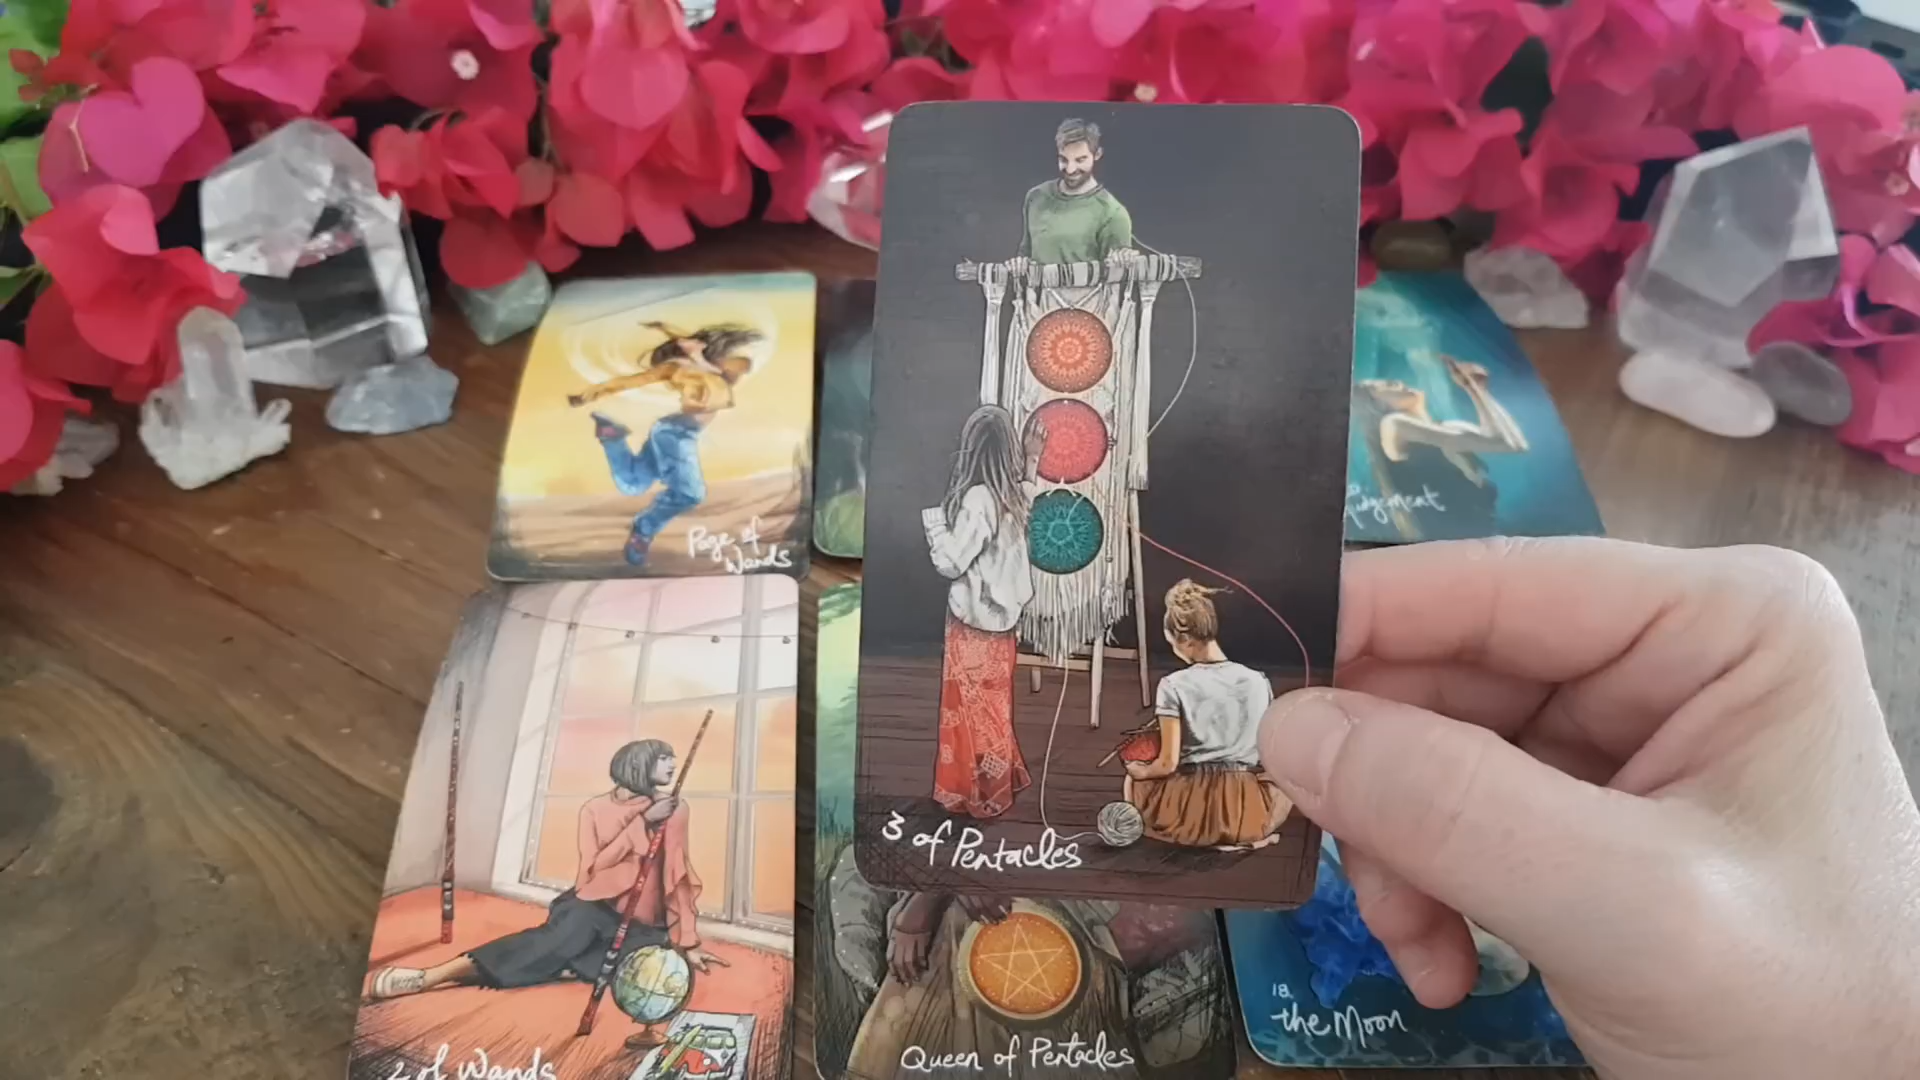 Page of
Wands
Judgement
3 of Pentacles
18
the Moon
2 of Wands
Queen of Pentacles